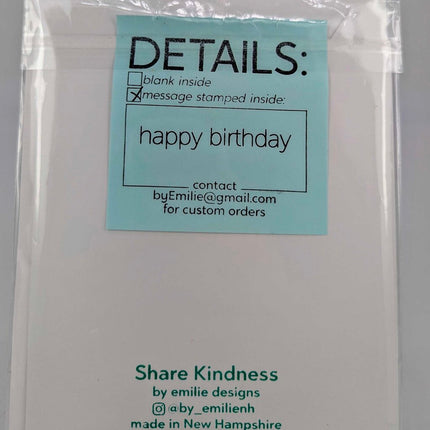 DETAILS:
blank inside
message stamped inside:
happy birthday
contact
byEmilie@gmail.com
for custom orders
Share Kindness
by emilie designs
@by_emilienh
made in New Hampshire